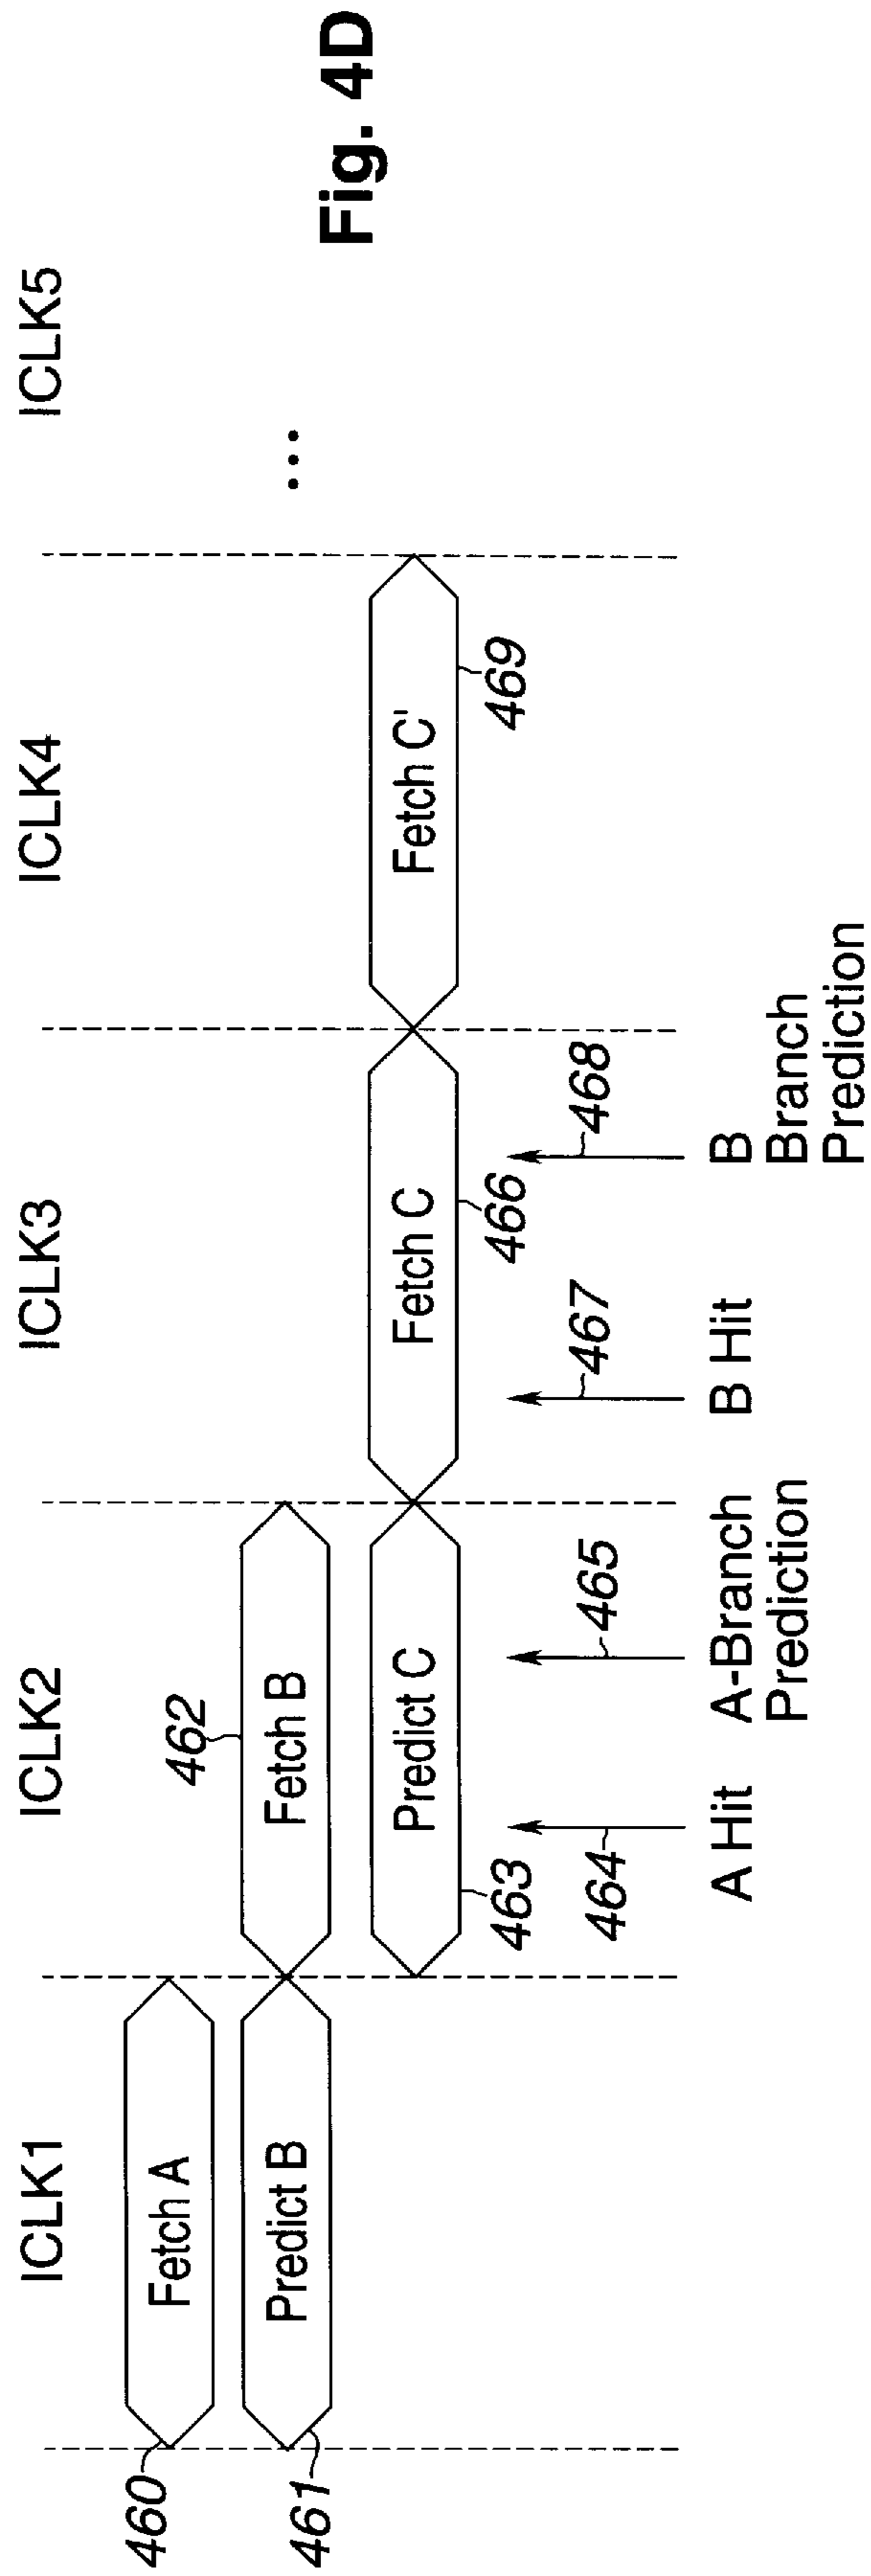 ICLK1 ICLK2 ICLK3 ICLK4 ICLK5
460
Fetch A
462
461
Predict B
Fetch B
...
Fig. 4D
Predict C
Fetch C
Fetch C'
463
466
469
464
465
467
468
A Hit
A-Branch
Prediction
B Hit
B
Branch
Prediction